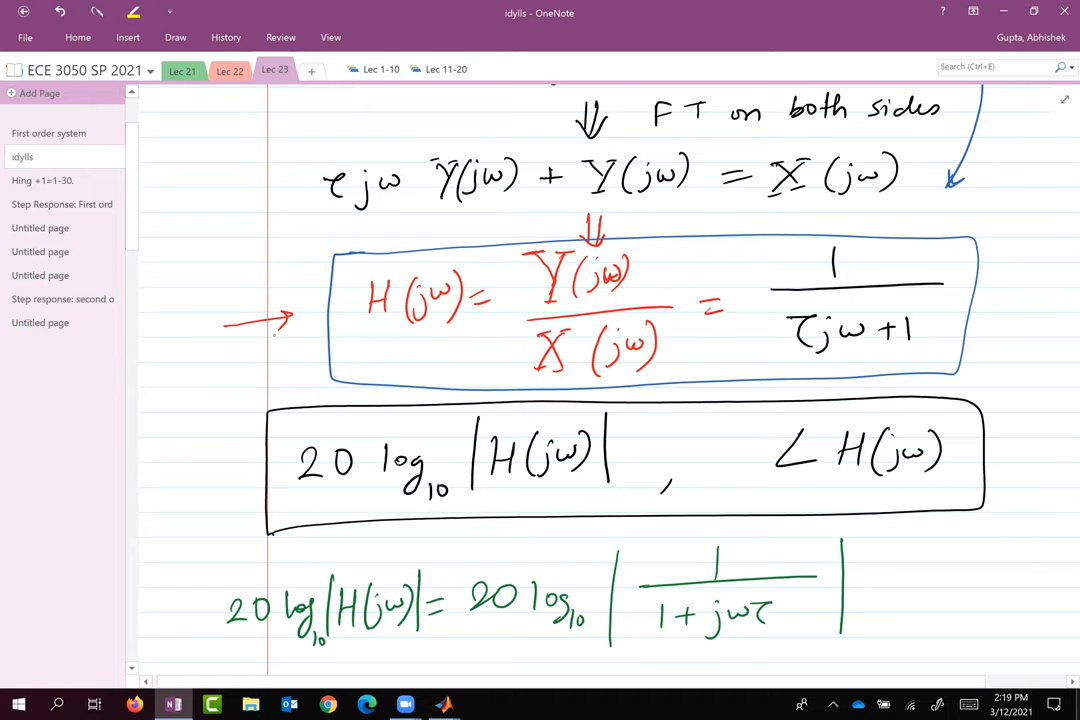 idylls - OneNote
File Home Insert Draw History Review View Gupta, Abhishek
ECE 3050 SP 2021 Lec 21 Lec 22 Lec 23 + Lec 1-10 Lec 11-20 Search (Ctrl+E)
Add Page
First order system
idylls
Hing +1=1-30.
Step Response: First ord
Untitled page
Untitled page
Untitled page
Step response: second o
Untitled page
⇓ FT on both sides
τjω Y(jω) + Y(jω) = X(jω)
⇓
→ H(jω) = Y(jω) / X(jω) = 1 / τjω + 1
20 log10 |H(jω)| , ∠ H(jω)
20 log10 |H(jω)| = 20 log10 | 1 / 1 + jωτ |
2:19 PM
3/12/2021